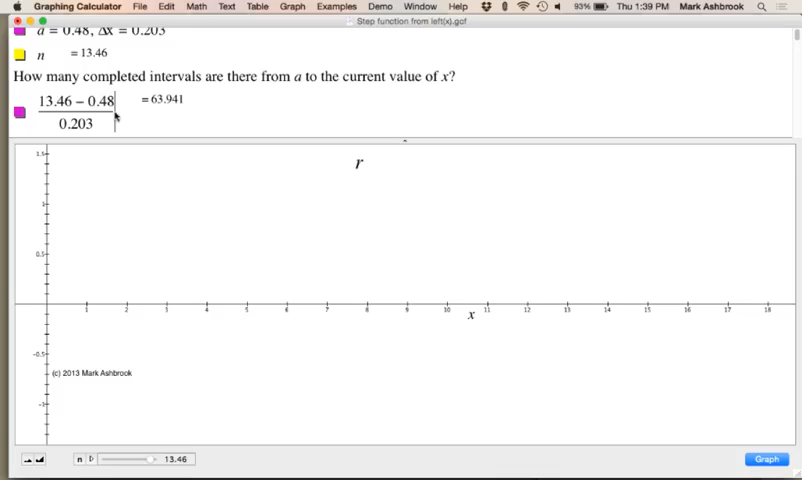 Graphing Calculator File Edit Math Text Table Graph Examples Demo Window Help 93% Thu 1:39 PM Mark Ashbrook
Step function from left(x).gcf
a = 0.48, Δx = 0.203
n = 13.46
How many completed intervals are there from a to the current value of x?
13.46 – 0.48
0.203
= 63.941
r
1.5
1
0.5
1 2 3 4 5 6 7 8 9 10 11 12 13 14 15 16 17 18
x
-0.5
-1
(c) 2013 Mark Ashbrook
n 13.46
Graph